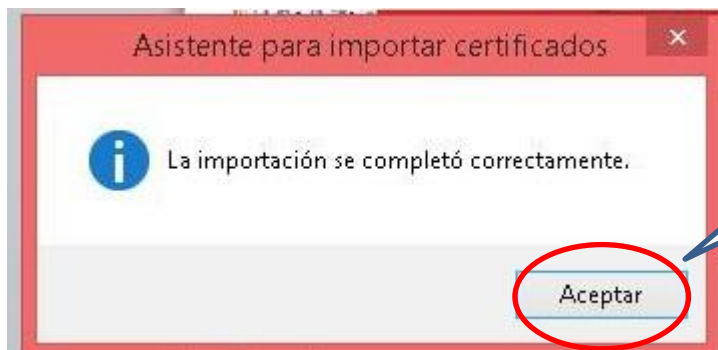 Asistente para importar certificados
La importación se completó correctamente.
Aceptar